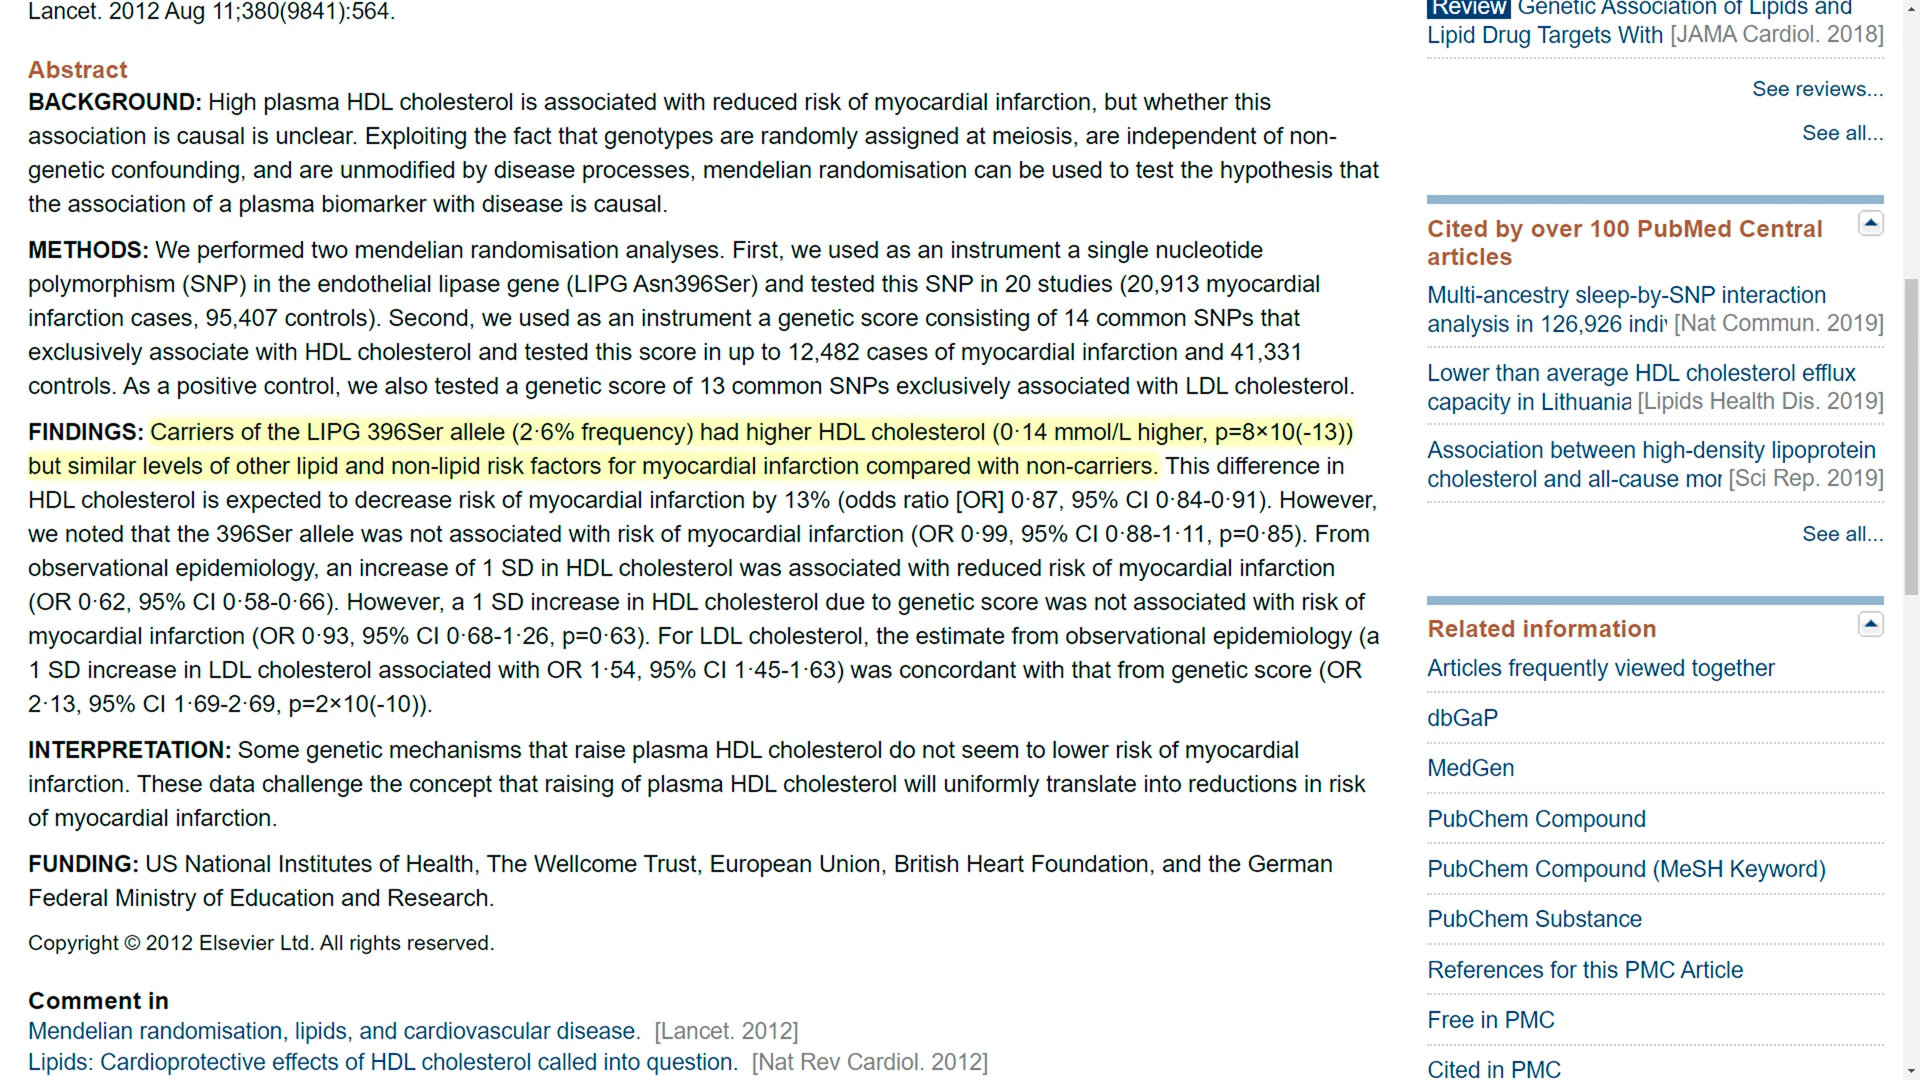 Lancet. 2012 Aug 11;380(9841):564.
Abstract
BACKGROUND: High plasma HDL cholesterol is associated with reduced risk of myocardial infarction, but whether this
association is causal is unclear. Exploiting the fact that genotypes are randomly assigned at meiosis, are independent of non-
genetic confounding, and are unmodified by disease processes, mendelian randomisation can be used to test the hypothesis that
the association of a plasma biomarker with disease is causal.
METHODS: We performed two mendelian randomisation analyses. First, we used as an instrument a single nucleotide
polymorphism (SNP) in the endothelial lipase gene (LIPG Asn396Ser) and tested this SNP in 20 studies (20,913 myocardial
infarction cases, 95,407 controls). Second, we used as an instrument a genetic score consisting of 14 common SNPs that
exclusively associate with HDL cholesterol and tested this score in up to 12,482 cases of myocardial infarction and 41,331
controls. As a positive control, we also tested a genetic score of 13 common SNPs exclusively associated with LDL cholesterol.
FINDINGS: Carriers of the LIPG 396Ser allele (2·6% frequency) had higher HDL cholesterol (0·14 mmol/L higher, p=8×10(-13))
but similar levels of other lipid and non-lipid risk factors for myocardial infarction compared with non-carriers. This difference in
HDL cholesterol is expected to decrease risk of myocardial infarction by 13% (odds ratio [OR] 0·87, 95% CI 0·84-0·91). However,
we noted that the 396Ser allele was not associated with risk of myocardial infarction (OR 0·99, 95% CI 0·88-1·11, p=0·85). From
observational epidemiology, an increase of 1 SD in HDL cholesterol was associated with reduced risk of myocardial infarction
(OR 0·62, 95% CI 0·58-0·66). However, a 1 SD increase in HDL cholesterol due to genetic score was not associated with risk of
myocardial infarction (OR 0·93, 95% CI 0·68-1·26, p=0·63). For LDL cholesterol, the estimate from observational epidemiology (a
1 SD increase in LDL cholesterol associated with OR 1·54, 95% CI 1·45-1·63) was concordant with that from genetic score (OR
2·13, 95% CI 1·69-2·69, p=2×10(-10)).
INTERPRETATION: Some genetic mechanisms that raise plasma HDL cholesterol do not seem to lower risk of myocardial
infarction. These data challenge the concept that raising of plasma HDL cholesterol will uniformly translate into reductions in risk
of myocardial infarction.
FUNDING: US National Institutes of Health, The Wellcome Trust, European Union, British Heart Foundation, and the German
Federal Ministry of Education and Research.
Copyright © 2012 Elsevier Ltd. All rights reserved.
Comment in
Mendelian randomisation, lipids, and cardiovascular disease. [Lancet. 2012]
Lipids: Cardioprotective effects of HDL cholesterol called into question. [Nat Rev Cardiol. 2012]
Review Genetic Association of Lipids and
Lipid Drug Targets With [JAMA Cardiol. 2018]
See reviews...
See all...
Cited by over 100 PubMed Central
articles
Multi-ancestry sleep-by-SNP interaction
analysis in 126,926 indi [Nat Commun. 2019]
Lower than average HDL cholesterol efflux
capacity in Lithuania [Lipids Health Dis. 2019]
Association between high-density lipoprotein
cholesterol and all-cause mor [Sci Rep. 2019]
See all...
Related information
Articles frequently viewed together
dbGaP
MedGen
PubChem Compound
PubChem Compound (MeSH Keyword)
PubChem Substance
References for this PMC Article
Free in PMC
Cited in PMC